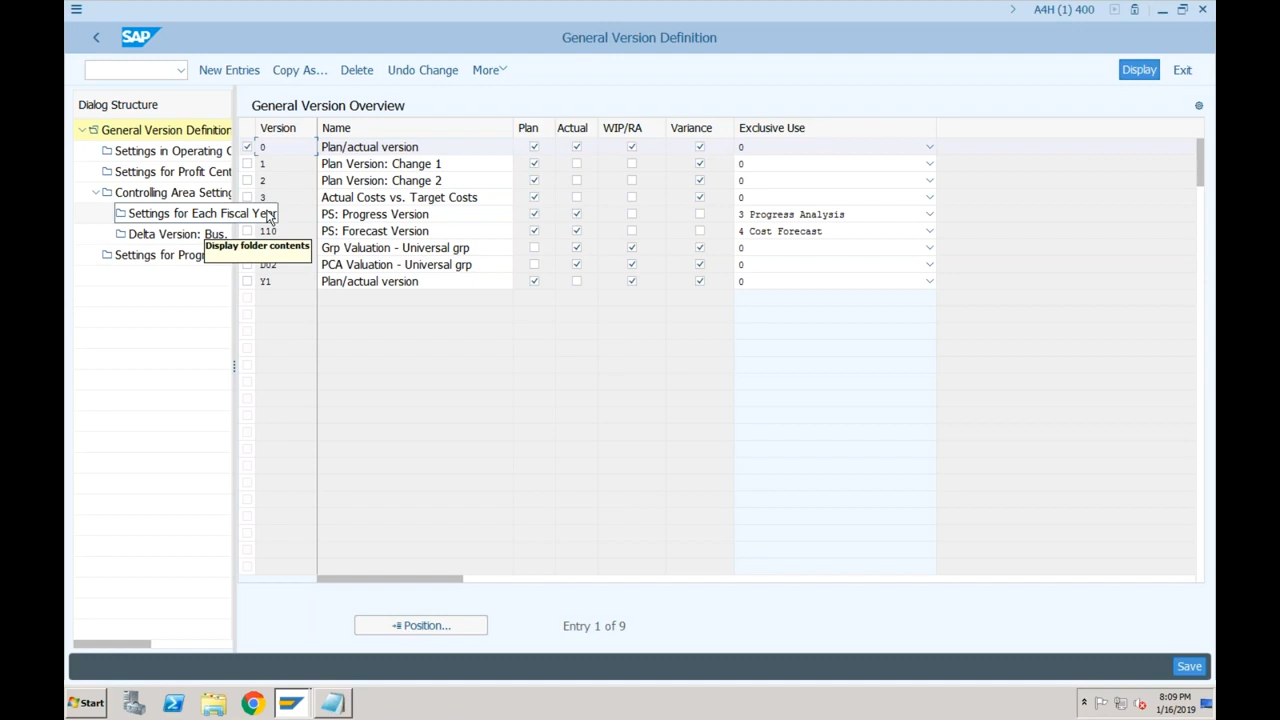 A4H (1) 400
SAP
General Version Definition
New Entries Copy As... Delete Undo Change More Display Exit
Dialog Structure
General Version Definition
Settings in Operating C
Settings for Profit Cent
Controlling Area Setting
Settings for Each Fiscal Year
Delta Version: Bus.
Settings for Progr
Display folder contents
General Version Overview
Version Name Plan Actual WIP/RA Variance Exclusive Use
0 Plan/actual version 0
1 Plan Version: Change 1 0
2 Plan Version: Change 2 0
3 Actual Costs vs. Target Costs 0
PS: Progress Version 3 Progress Analysis
110 PS: Forecast Version 4 Cost Forecast
Grp Valuation - Universal grp 0
D02 PCA Valuation - Universal grp 0
Y1 Plan/actual version 0
Position... Entry 1 of 9
Save
Start
8:09 PM
1/16/2019